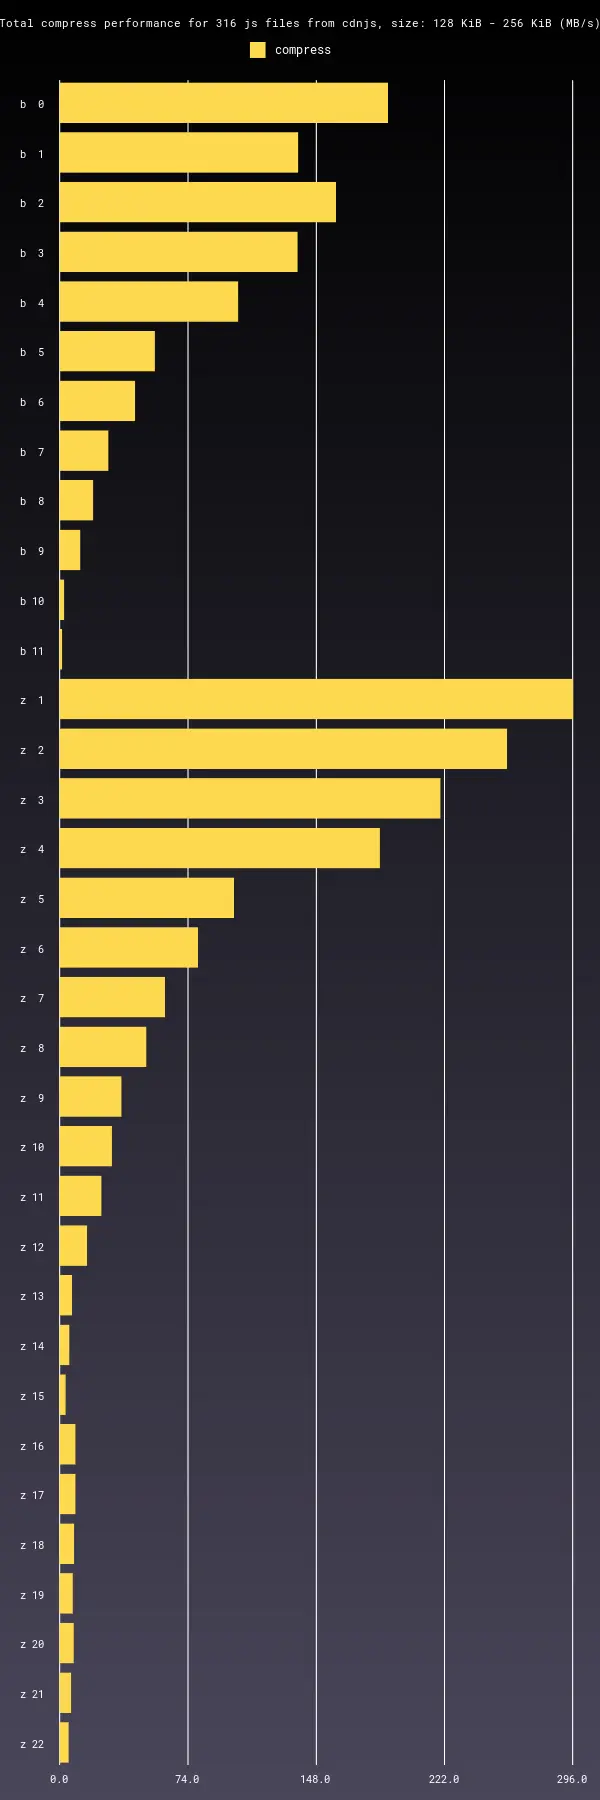 Total compress performance for 316 js files from cdnjs, size: 128 KiB - 256 KiB (MB/s)
compress
b 0
b 1
b 2
b 3
b 4
b 5
b 6
b 7
b 8
b 9
b 10
b 11
z 1
z 2
z 3
z 4
z 5
z 6
z 7
z 8
z 9
z 10
z 11
z 12
z 13
z 14
z 15
z 16
z 17
z 18
z 19
z 20
z 21
z 22
0.0 74.0 148.0 222.0 296.0